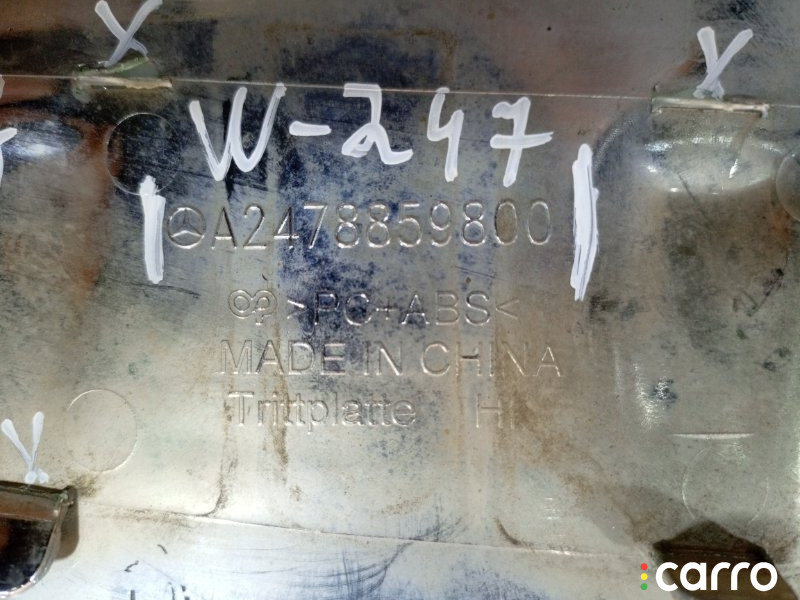 X
Y
W-247
A2478859800
>PC+ABS<
MADE IN CHINA
Trittplatte HI
Y
carro